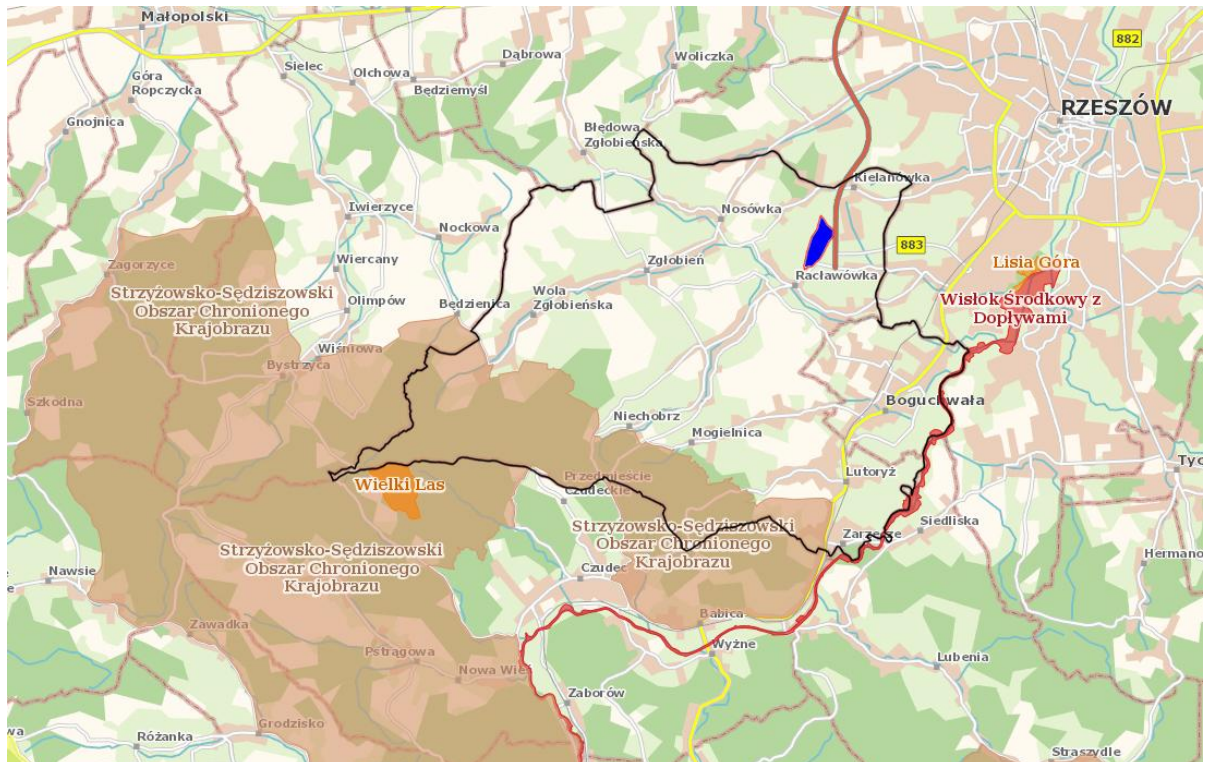 Małopolski
882
Dąbrowa
Woliczka
Sielec
Olchowa
Będziemyśl
Góra
Ropczycka
RZESZÓW
Gnojnica
Błędowa
Zgłobieńska
Kielanówka
Iwierzyce
Nosówka
Nockowa
883
Wiercany
Zgłobień
Lisia Góra
Zagorzyce
Racławówka
Strzyżowsko-Sędziszowski
Obszar Chronionego
Krajobrazu
Olimpów
Będzienica
Wola
Zgłobieńska
Wisłok Środkowy z
Dopływami
Wiśniowa
Bystrzyca
Szkodna
Boguchwała
Niechobrz
Mogielnica
Tyc
Przedmieście
Czudeckie
Lutoryż
Wielki Las
Strzyżowsko-Sędziszowski
Obszar Chronionego
Krajobrazu
Siedliska
Zarzecze
Strzyżowsko-Sędziszowski
Obszar Chronionego
Krajobrazu
Hermano
Nawsie
Czudec
Babica
Zawadka
Wyżne
Pstrągowa
Nowa Wie
Lubenia
Zaborów
Grodzisko
wa
Różanka
Straszydle